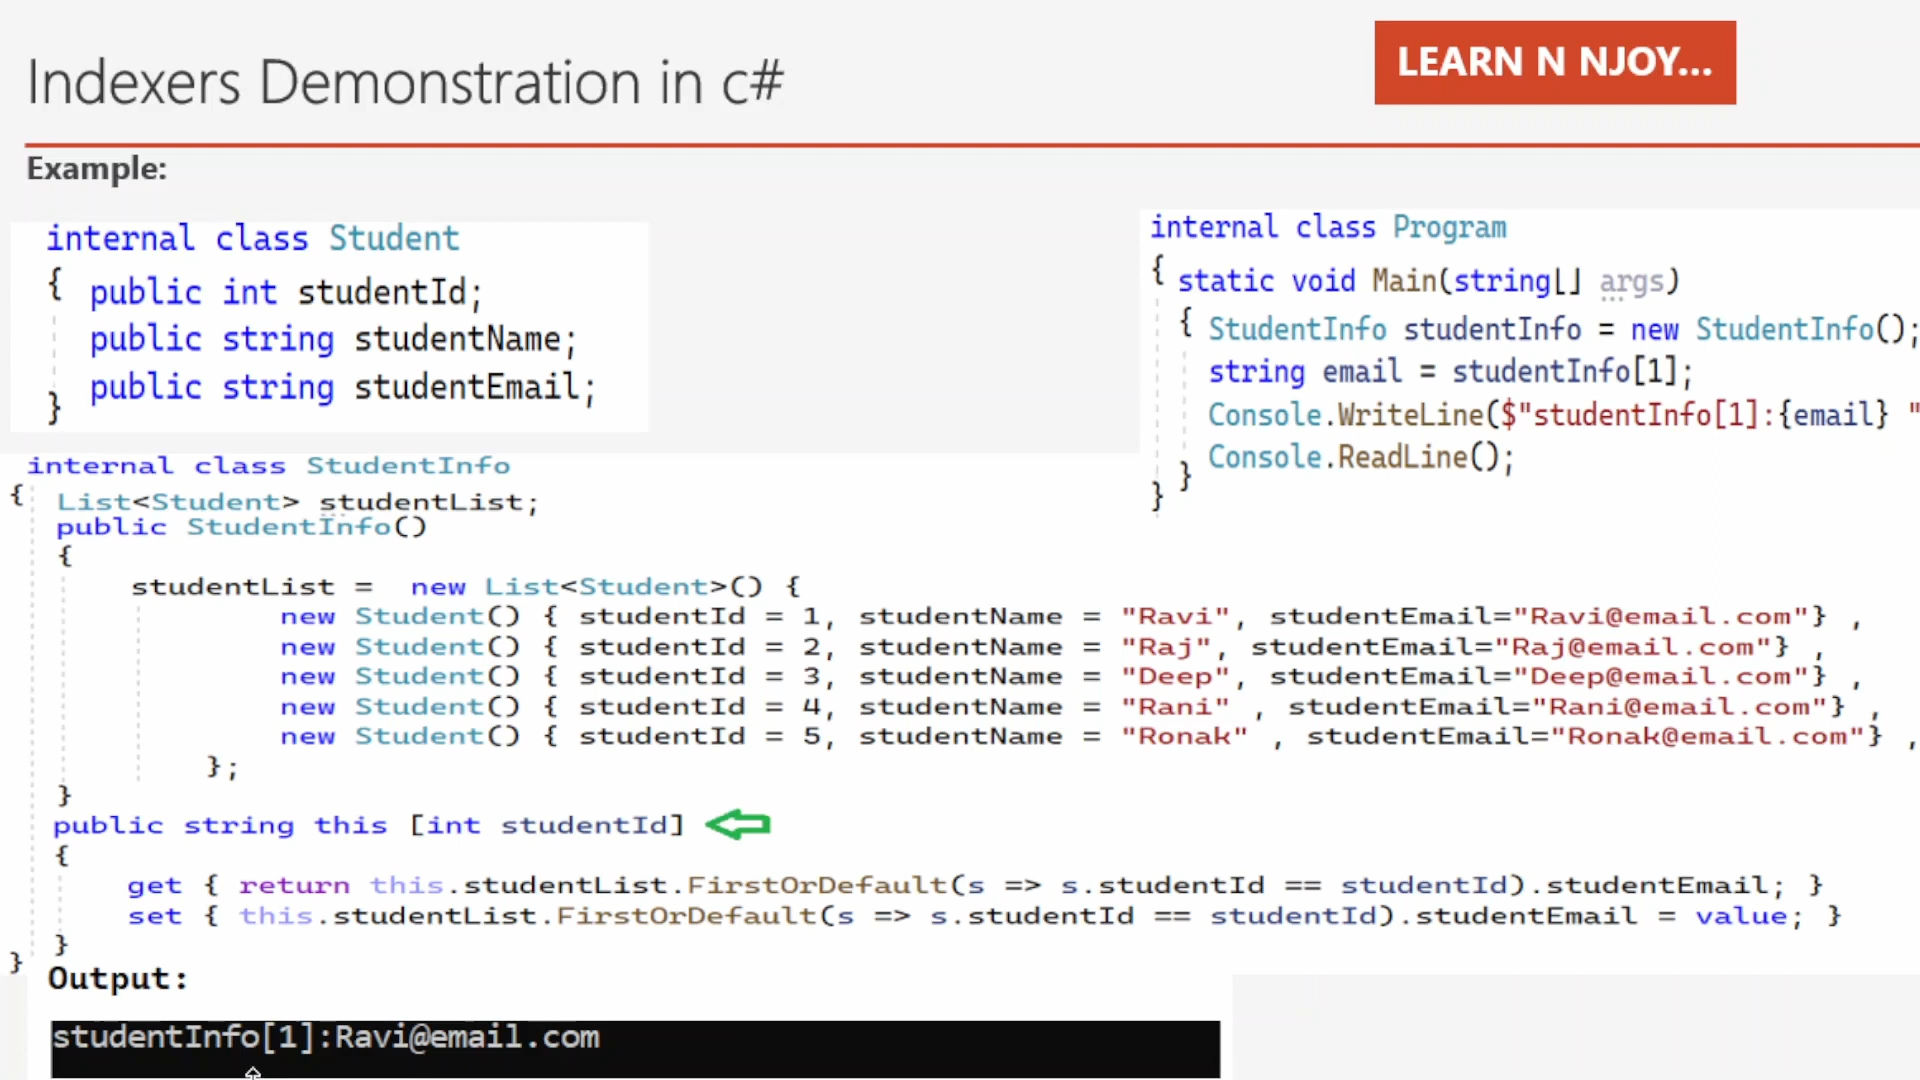 Indexers Demonstration in c#
LEARN N NJOY...
Example:
internal class Student
{ public int studentId;
public string studentName;
public string studentEmail;
}
internal class Program
{ static void Main(string[] args)
{ StudentInfo studentInfo = new StudentInfo();
string email = studentInfo[1];
Console.WriteLine($"studentInfo[1]:{email} "
Console.ReadLine();
}
}
internal class StudentInfo
{ List<Student> studentList;
public StudentInfo()
{
studentList = new List<Student>() {
new Student() { studentId = 1, studentName = "Ravi", studentEmail="Ravi@email.com"} ,
new Student() { studentId = 2, studentName = "Raj", studentEmail="Raj@email.com"} ,
new Student() { studentId = 3, studentName = "Deep", studentEmail="Deep@email.com"} ,
new Student() { studentId = 4, studentName = "Rani" , studentEmail="Rani@email.com"} ,
new Student() { studentId = 5, studentName = "Ronak" , studentEmail="Ronak@email.com"} ,
};
}
public string this [int studentId]
{
get { return this.studentList.FirstOrDefault(s => s.studentId == studentId).studentEmail; }
set { this.studentList.FirstOrDefault(s => s.studentId == studentId).studentEmail = value; }
}
}
Output:
studentInfo[1]:Ravi@email.com